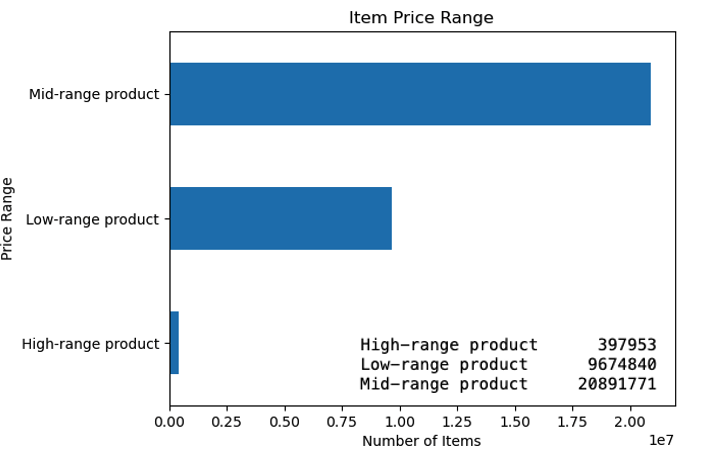 Item Price Range
Mid-range product
Low-range product
High-range product
Price Range
High-range product 397953
Low-range product 9674840
Mid-range product 20891771
0.00 0.25 0.50 0.75 1.00 1.25 1.50 1.75 2.00
1e7
Number of Items